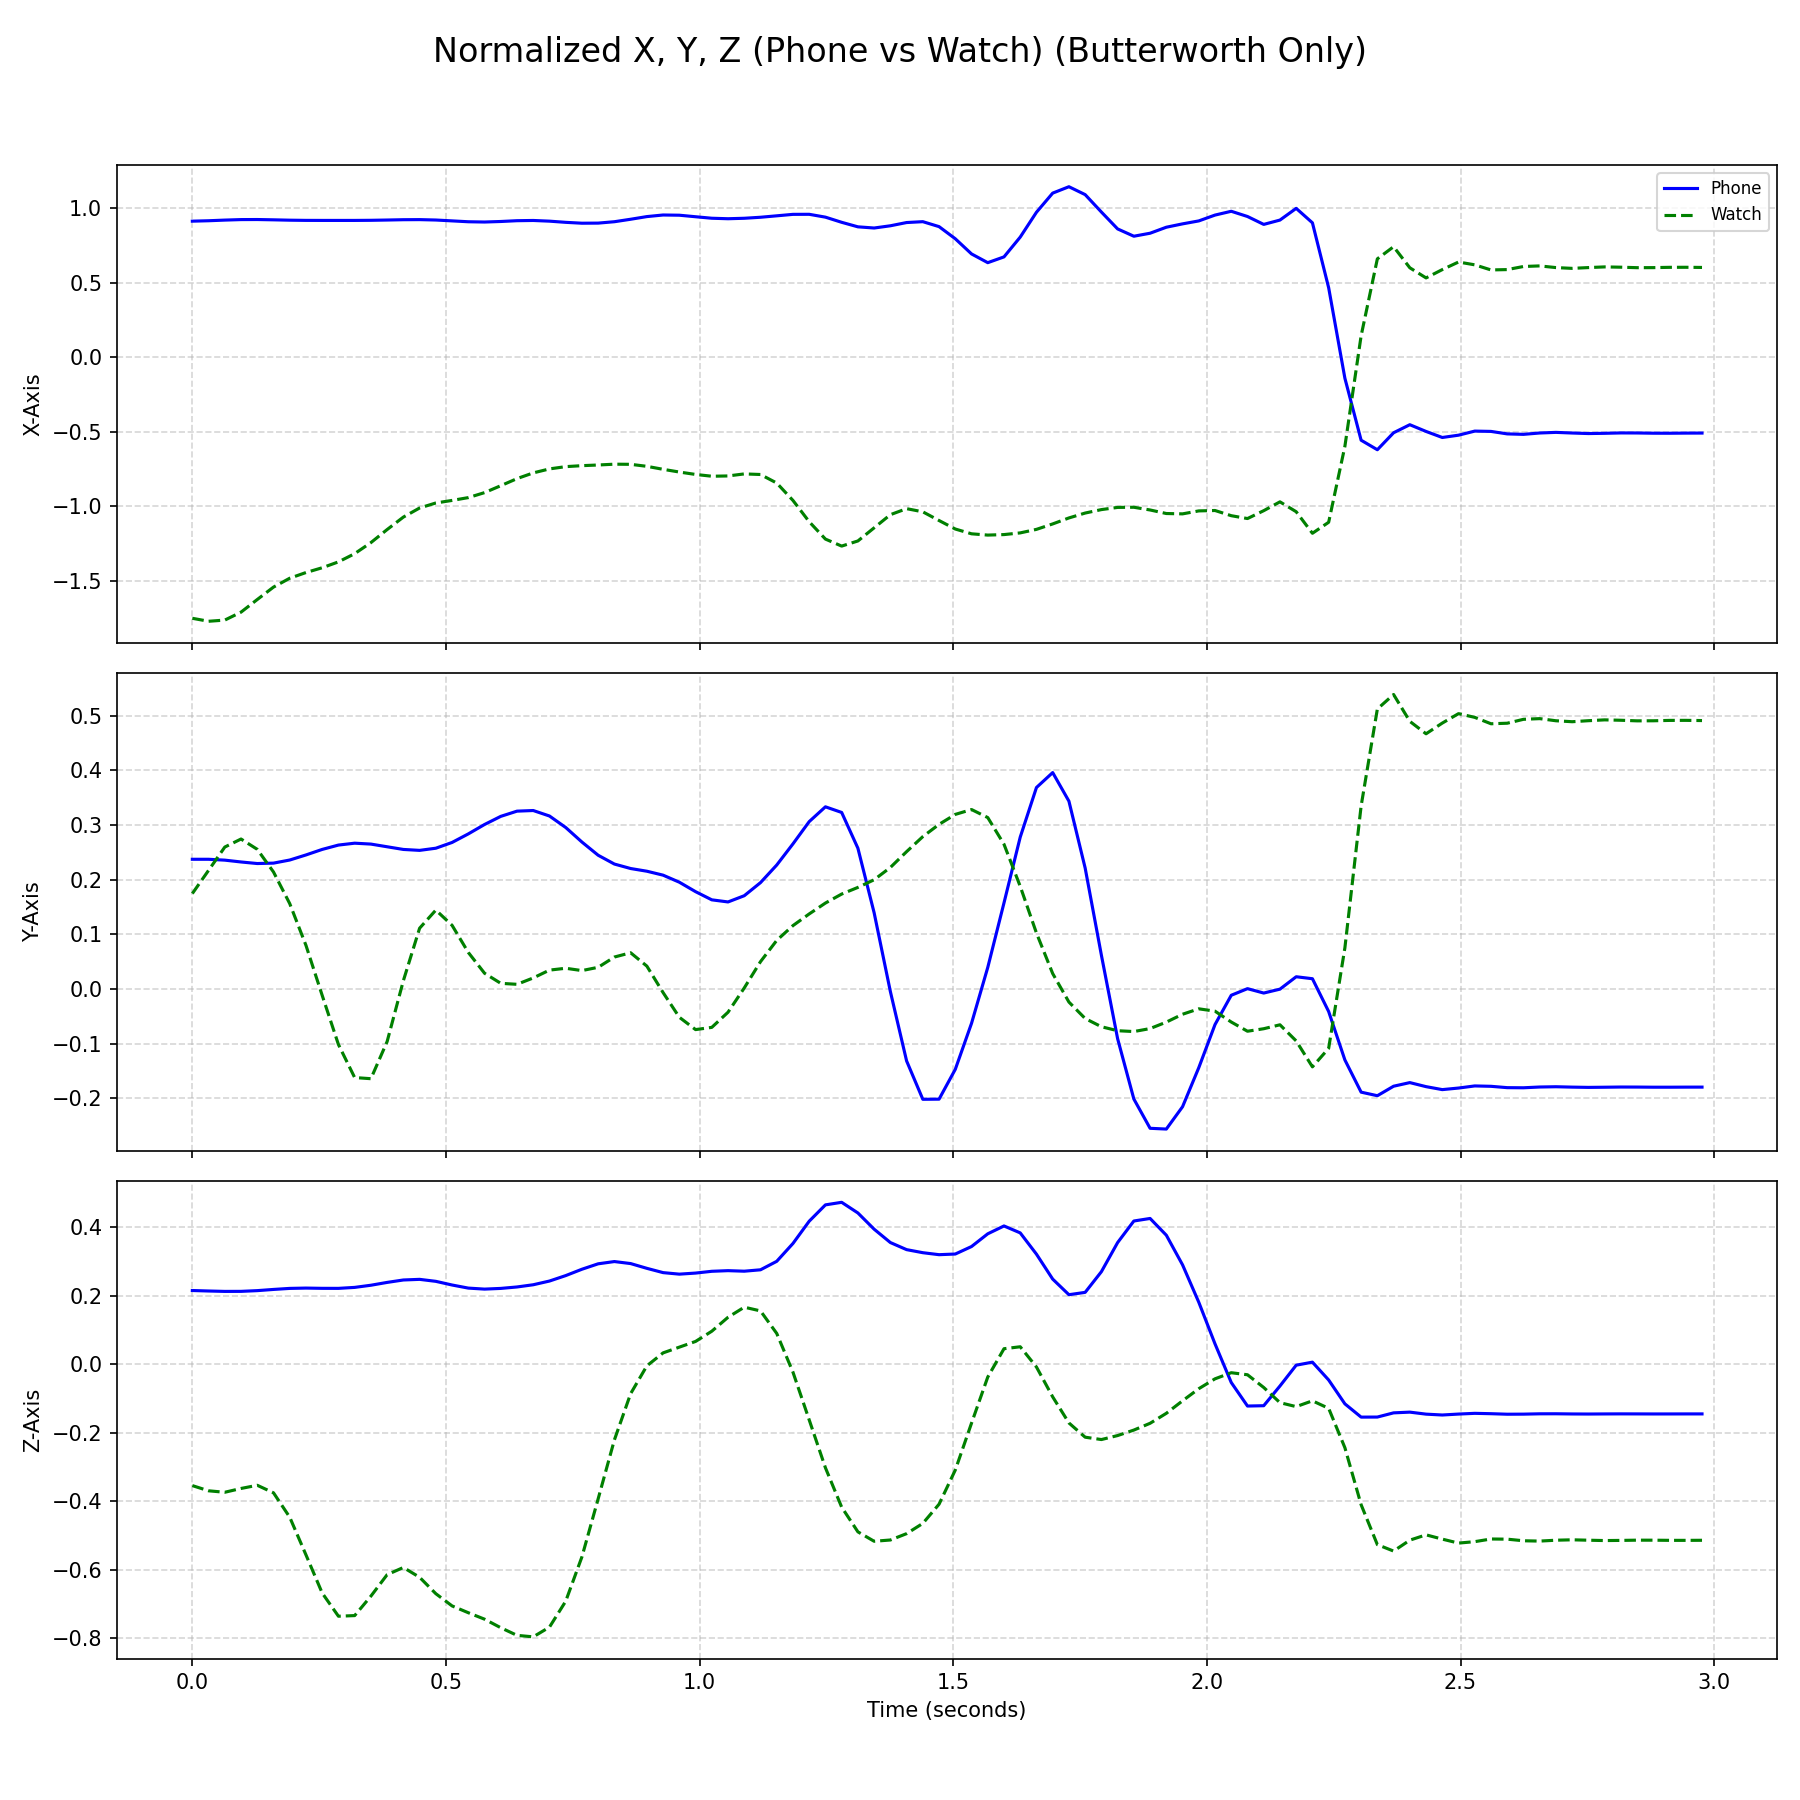 Normalized X, Y, Z (Phone vs Watch) (Butterworth Only)
Phone
Watch
X-Axis
1.0
0.5
0.0
−0.5
−1.0
−1.5
Y-Axis
0.5
0.4
0.3
0.2
0.1
0.0
−0.1
−0.2
Z-Axis
0.4
0.2
0.0
−0.2
−0.4
−0.6
−0.8
0.0 0.5 1.0 1.5 2.0 2.5 3.0
Time (seconds)